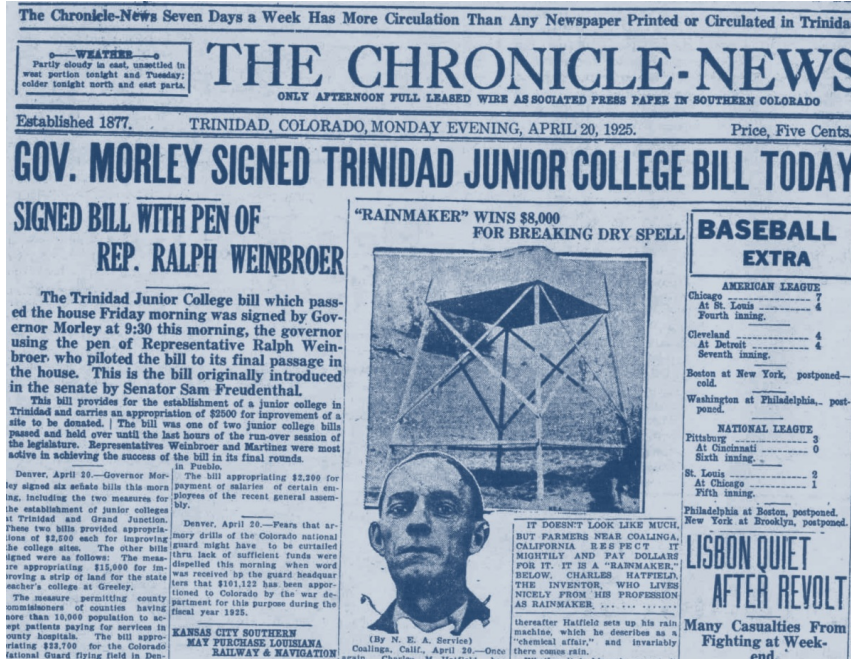 The Chronicle-News Seven Days a Week Has More Circulation Than Any Newspaper Printed or Circulated in Trinida
WEATHER
Partly cloudy in east, unsettled in
west portion tonight and Tuesday;
colder tonight north and east parts.
THE CHRONICLE-NEWS
ONLY AFTERNOON FULL LEASED WIRE ASSOCIATED PRESS PAPER IN SOUTHERN COLORADO
Established 1877.
TRINIDAD, COLORADO, MONDAY EVENING, APRIL 20, 1925.
Price, Five Cents.
GOV. MORLEY SIGNED TRINIDAD JUNIOR COLLEGE BILL TODAY
SIGNED BILL WITH PEN OF
REP. RALPH WEINBROER
The Trinidad Junior College bill which pass-
ed the house Friday morning was signed by Gov-
ernor Morley at 9:30 this morning, the governor
using the pen of Representative Ralph Wein-
broer who piloted the bill to its final passage in
the house. This is the bill originally introduced
in the senate by Senator Sam Freudenthal.
This bill provides for the establishment of a junior college in
Trinidad and carries an appropriation of $2500 for inprovement of a
site to be donated. The bill was one of two junior college bills
passed and held over until the last hours of the run-over session of
the legislature. Representatives Weinbroer and Martinez were most
active in achieving the success of the bill in its final rounds.
Denver, April 20.—Governor Mor-
ley signed six senate bills this morn
ing, including the two measures for
the establishment of junior colleges
at Trinidad and Grand Junction.
These two bills provided appropria-
tions of $2,500 each for improving
the college sites. The other bills
signed were as follows: The meas-
ure appropriating $15,000 for im-
proving a strip of land for the state
teacher's college at Greeley.
The measure permitting county
commisioners of counties having
more than 10,000 population to ac-
cept patients paying for services in
county hospitals. The bill appro-
priating $23,700 for the Colorado
National Guard flying field in Den-
in Pueblo.
The bill appropriating $2,200 for
payment of salaries of certain em-
ployees of the recent general assem-
bly.
Denver, April 20.—Fears that ar-
mory drills of the Colorado national
guard might have to be curtailed
thru lack of sufficient funds were
dispelled this morning when word
was received by the guard headquar
ters that $101,122 has been appor-
tioned to Colorado by the war de-
partment for this purpose during the
fiscal year 1925.
KANSAS CITY SOUTHERN
MAY PURCHASE LOUISIANA
RAILWAY & NAVIGATION
"RAINMAKER" WINS $8,000
FOR BREAKING DRY SPELL
IT DOESN'T LOOK LIKE MUCH,
BUT FARMERS NEAR COALINGA,
CALIFORNIA RESPECT IT
MIGHTILY AND PAY DOLLARS
FOR IT. IT IS A "RAINMAKER,"
BELOW, CHARLES HATFIELD,
THE INVENTOR, WHO LIVES
NICELY FROM HIS PROFESSION
AS RAINMAKER. ... ... ... ...
(By N. E. A. Service)
Coalinga, Calif., April 20.—Once
thereafter Hatfield sets up his rain
machine, which he describes as a
"chemical affair," and invariably
there comes rain.
BASEBALL
EXTRA
AMERICAN LEAGUE
Chicago 7
At St. Louis 4
Fourth inning.
Cleveland 4
At Detroit 4
Seventh inning.
Boston at New York, postponed—
cold.
Washington at Philadelphia, post-
poned.
NATIONAL LEAGUE
Pittsburg 3
At Cincinnati 0
Sixth inning.
St. Louis 2
At Chicago 1
Fifth inning.
Philadelphia at Boston, postponed.
New York at Brooklyn, postponed.
LISBON QUIET
AFTER REVOLT
Many Casualties From
Fighting at Week-
end